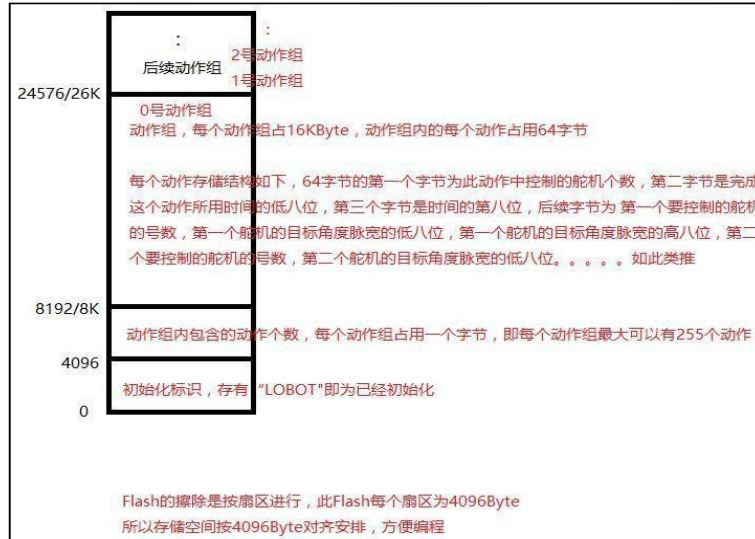 :
:
2号动作组
后续动作组
1号动作组
24576/26K
0号动作组
动作组，每个动作组占16KByte，动作组内的每个动作占用64字节
每个动作存储结构如下，64字节的第一个字节为此动作中控制的舵机个数，第二字节是完成
这个动作所用时间的低八位，第三个字节是时间的第八位，后续字节为 第一个要控制的舵机
的号数，第一个舵机的目标角度脉宽的低八位，第一个舵机的目标角度脉宽的高八位，第二
个要控制的舵机的号数，第二个舵机的目标角度脉宽的低八位。。。。。如此类推
8192/8K
动作组内包含的动作个数，每个动作组占用一个字节，即每个动作组最大可以有255个动作
4096
初始化标识，存有 “LOBOT"即为已经初始化
0
Flash的擦除是按扇区进行，此Flash每个扇区为4096Byte
所以存储空间按4096Byte对齐安排，方便编程